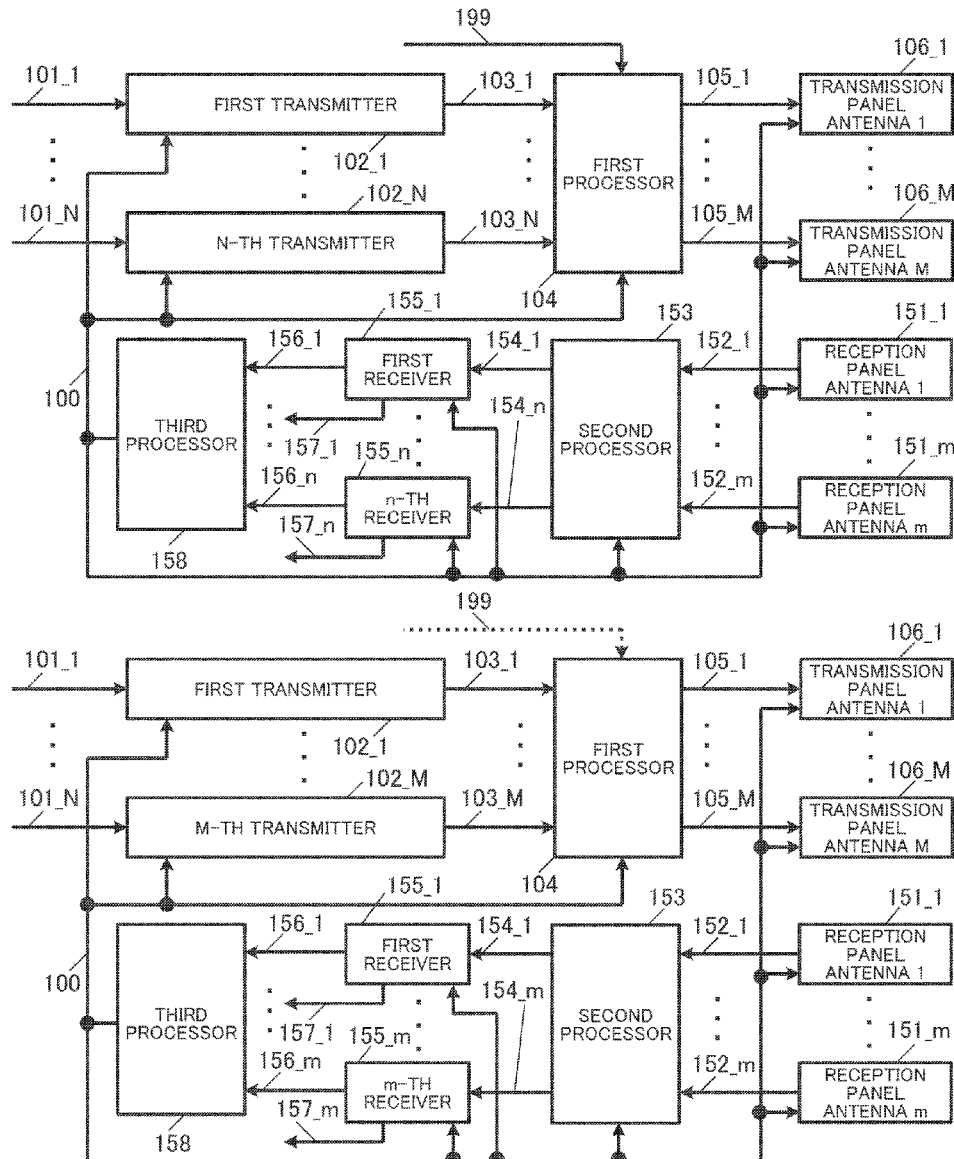 199
106_1
101_1
FIRST TRANSMITTER
103_1
105_1
TRANSMISSION
PANEL
ANTENNA 1
102_1
FIRST
PROCESSOR
102_N
106_M
101_N
N-TH TRANSMITTER
103_N
105_M
TRANSMISSION
PANEL
ANTENNA M
104
155_1
153
151_1
156_1
FIRST
RECEIVER
154_1
152_1
RECEPTION
PANEL
ANTENNA 1
100
THIRD
PROCESSOR
157_1
154_n
SECOND
PROCESSOR
155_n
151_m
156_n
n-TH
RECEIVER
152_m
RECEPTION
PANEL
ANTENNA m
157_n
158
199
106_1
101_1
FIRST TRANSMITTER
103_1
105_1
TRANSMISSION
PANEL
ANTENNA 1
102_1
FIRST
PROCESSOR
102_M
106_M
101_N
M-TH TRANSMITTER
103_M
105_M
TRANSMISSION
PANEL
ANTENNA M
104
155_1
153
151_1
156_1
FIRST
RECEIVER
154_1
152_1
RECEPTION
PANEL
ANTENNA 1
100
THIRD
PROCESSOR
157_1
154_m
SECOND
PROCESSOR
155_m
151_m
156_m
m-TH
RECEIVER
152_m
RECEPTION
PANEL
ANTENNA m
157_m
158